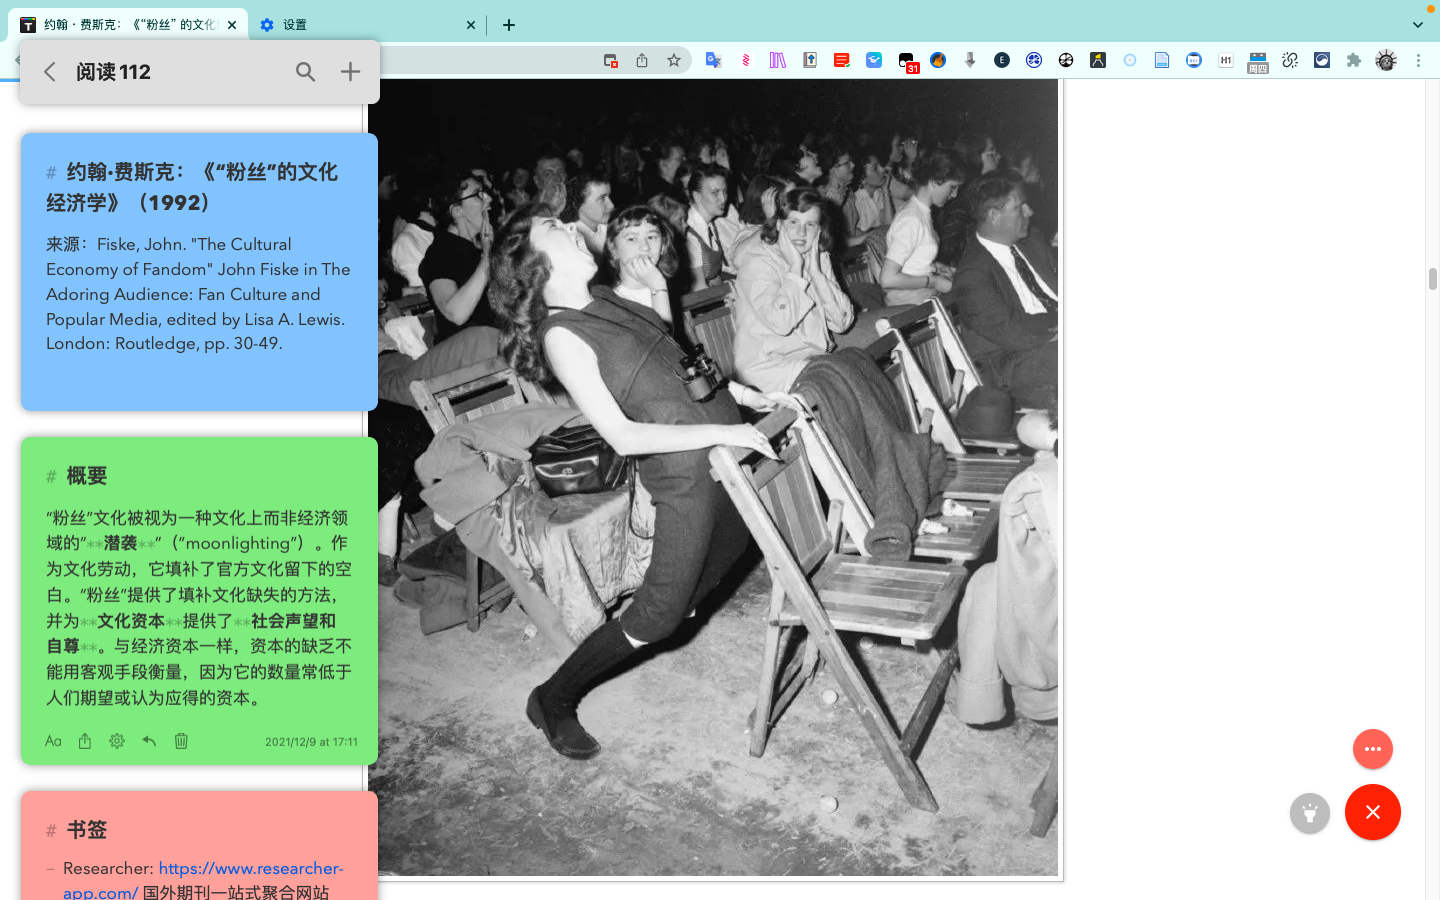 约翰・费斯克：《“粉丝” 的文化
设置
阅读112
31
E
H1
周四
# 约翰·费斯克：《“粉丝”的文化
经济学》（1992）
来源：Fiske, John. "The Cultural
Economy of Fandom" John Fiske in The
Adoring Audience: Fan Culture and
Popular Media, edited by Lisa A. Lewis.
London: Routledge, pp. 30-49.
# 概要
“粉丝”文化被视为一种文化上而非经济领
域的“**潜袭**”（“moonlighting”）。作
为文化劳动，它填补了官方文化留下的空
白。“粉丝”提供了填补文化缺失的方法，
并为**文化资本**提供了**社会声望和
自尊**。与经济资本一样，资本的缺乏不
能用客观手段衡量，因为它的数量常低于
人们期望或认为应得的资本。
Aa
2021/12/9 at 17:11
# 书签
– Researcher: https://www.researcher-
app.com/ 国外期刊一站式聚合网站